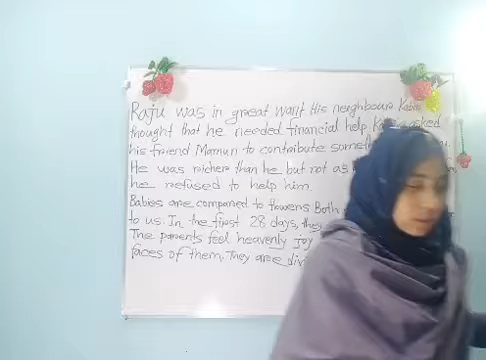 Raju was in great want His neighbour Kabir
thought that he needed financial help asked
his friend Mamun to contribute
He was richer than he but not as
he refused to help him.
Babies are compared to flowers Both
to us. In the first 28 days, they
The parents feel heavenly joy
faces of them. They are